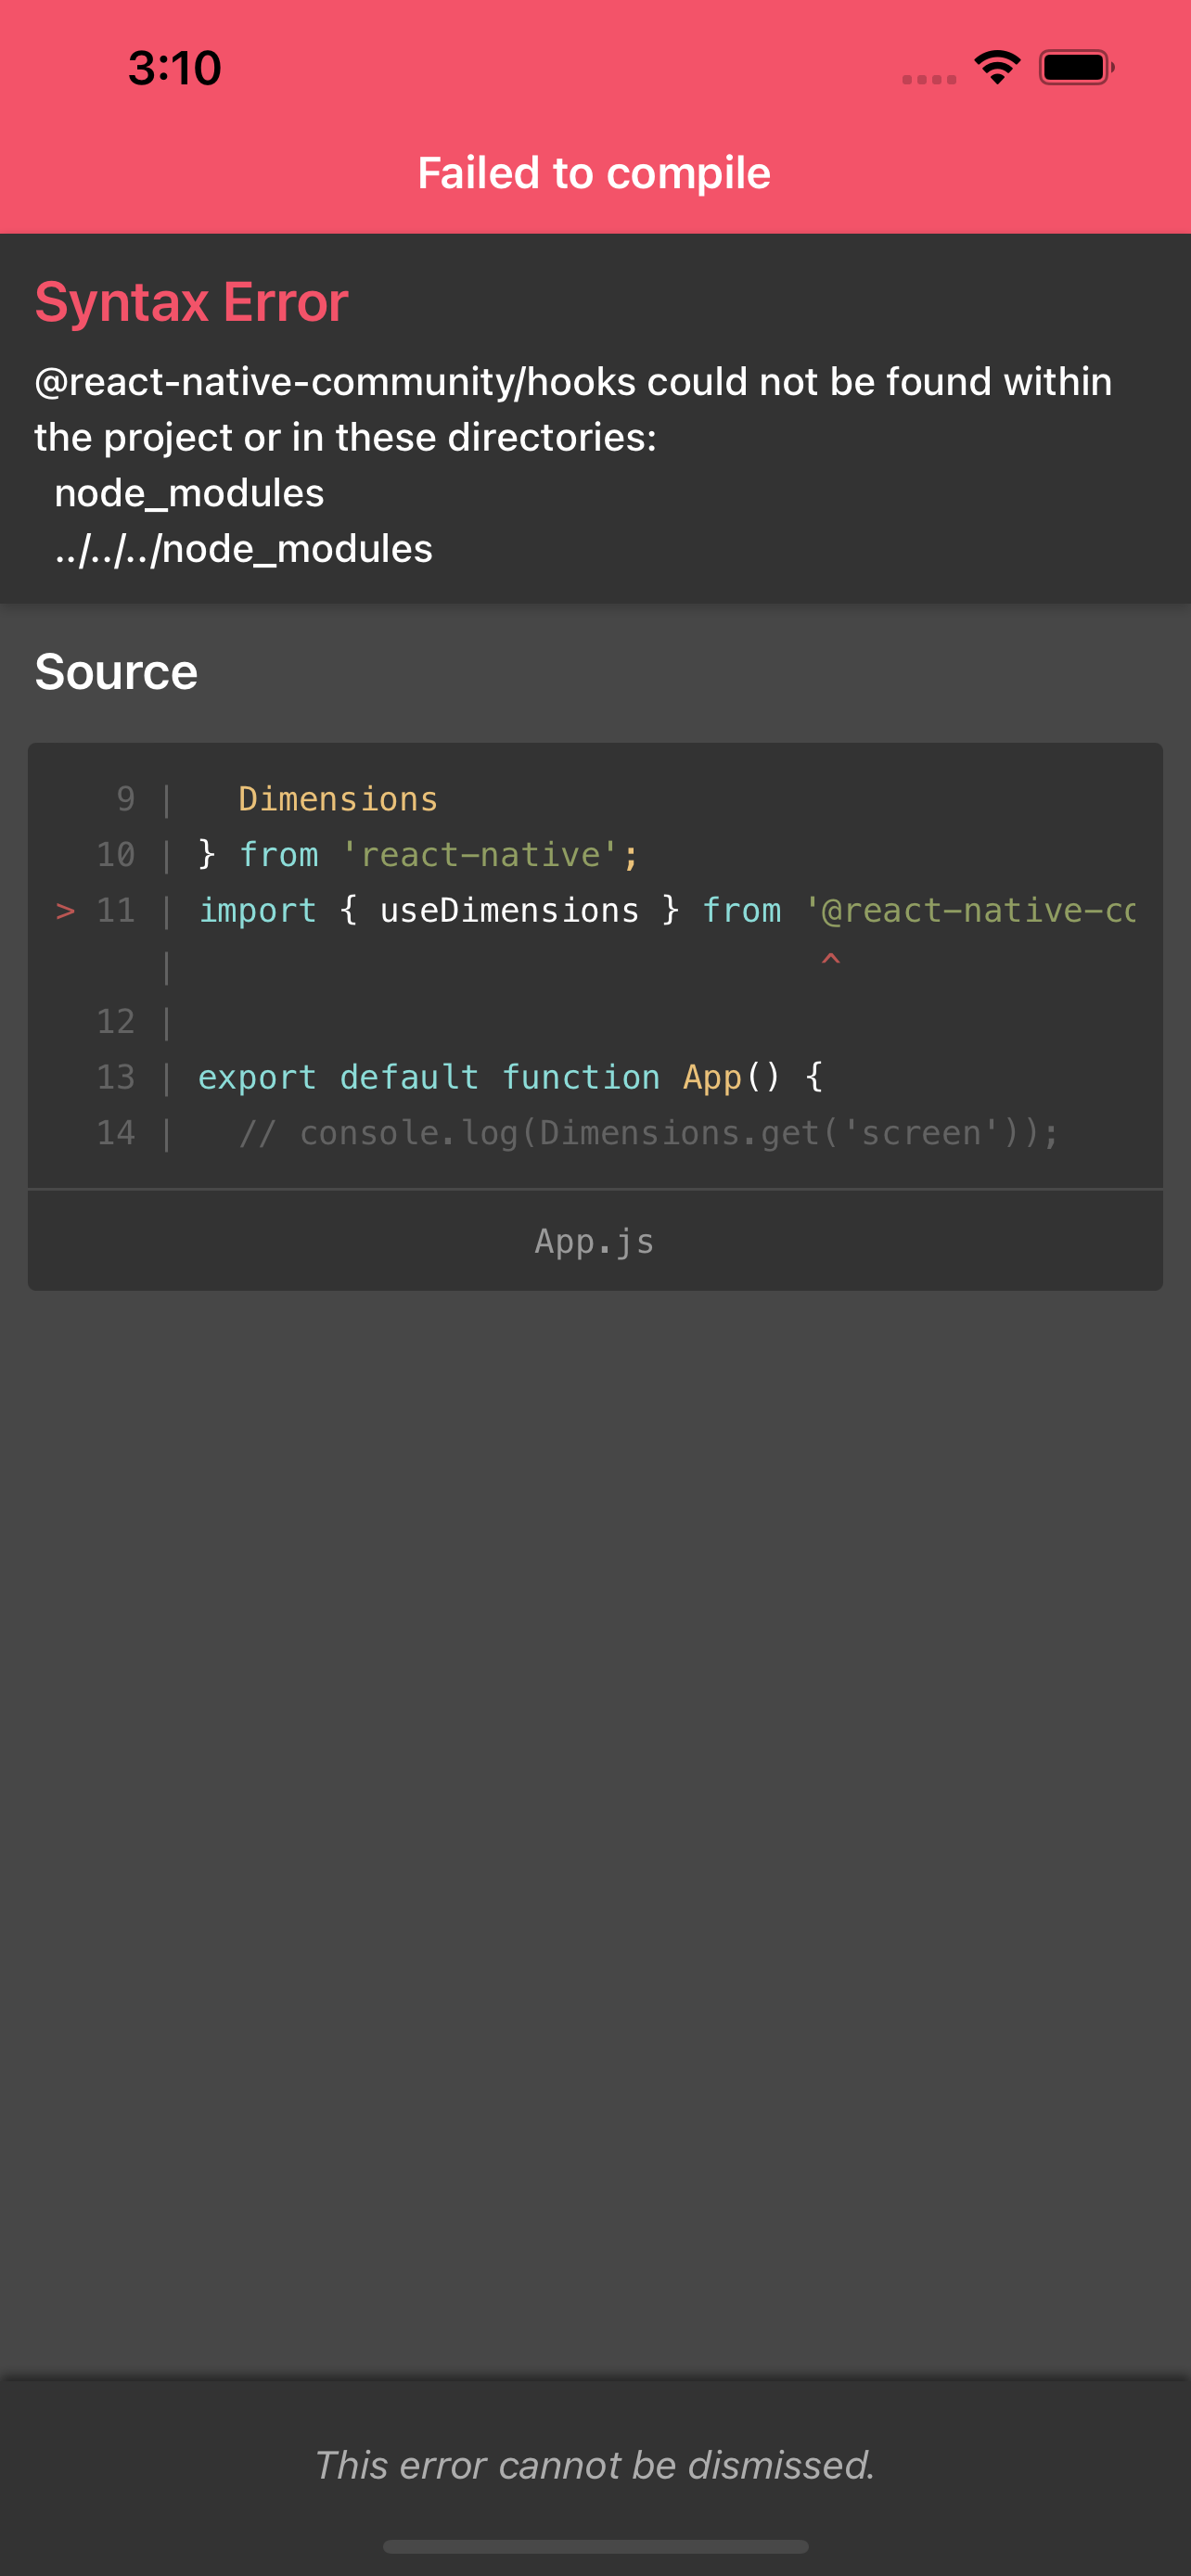 3:10
Failed to compile
Syntax Error
@react-native-community/hooks could not be found within
the project or in these directories:
node_modules
../../../node_modules
Source
9 |   Dimensions
10 | } from 'react-native';
> 11 | import { useDimensions } from '@react-native-co
| ^
12 |
13 | export default function App() {
14 |   // console.log(Dimensions.get('screen'));
App.js
This error cannot be dismissed.